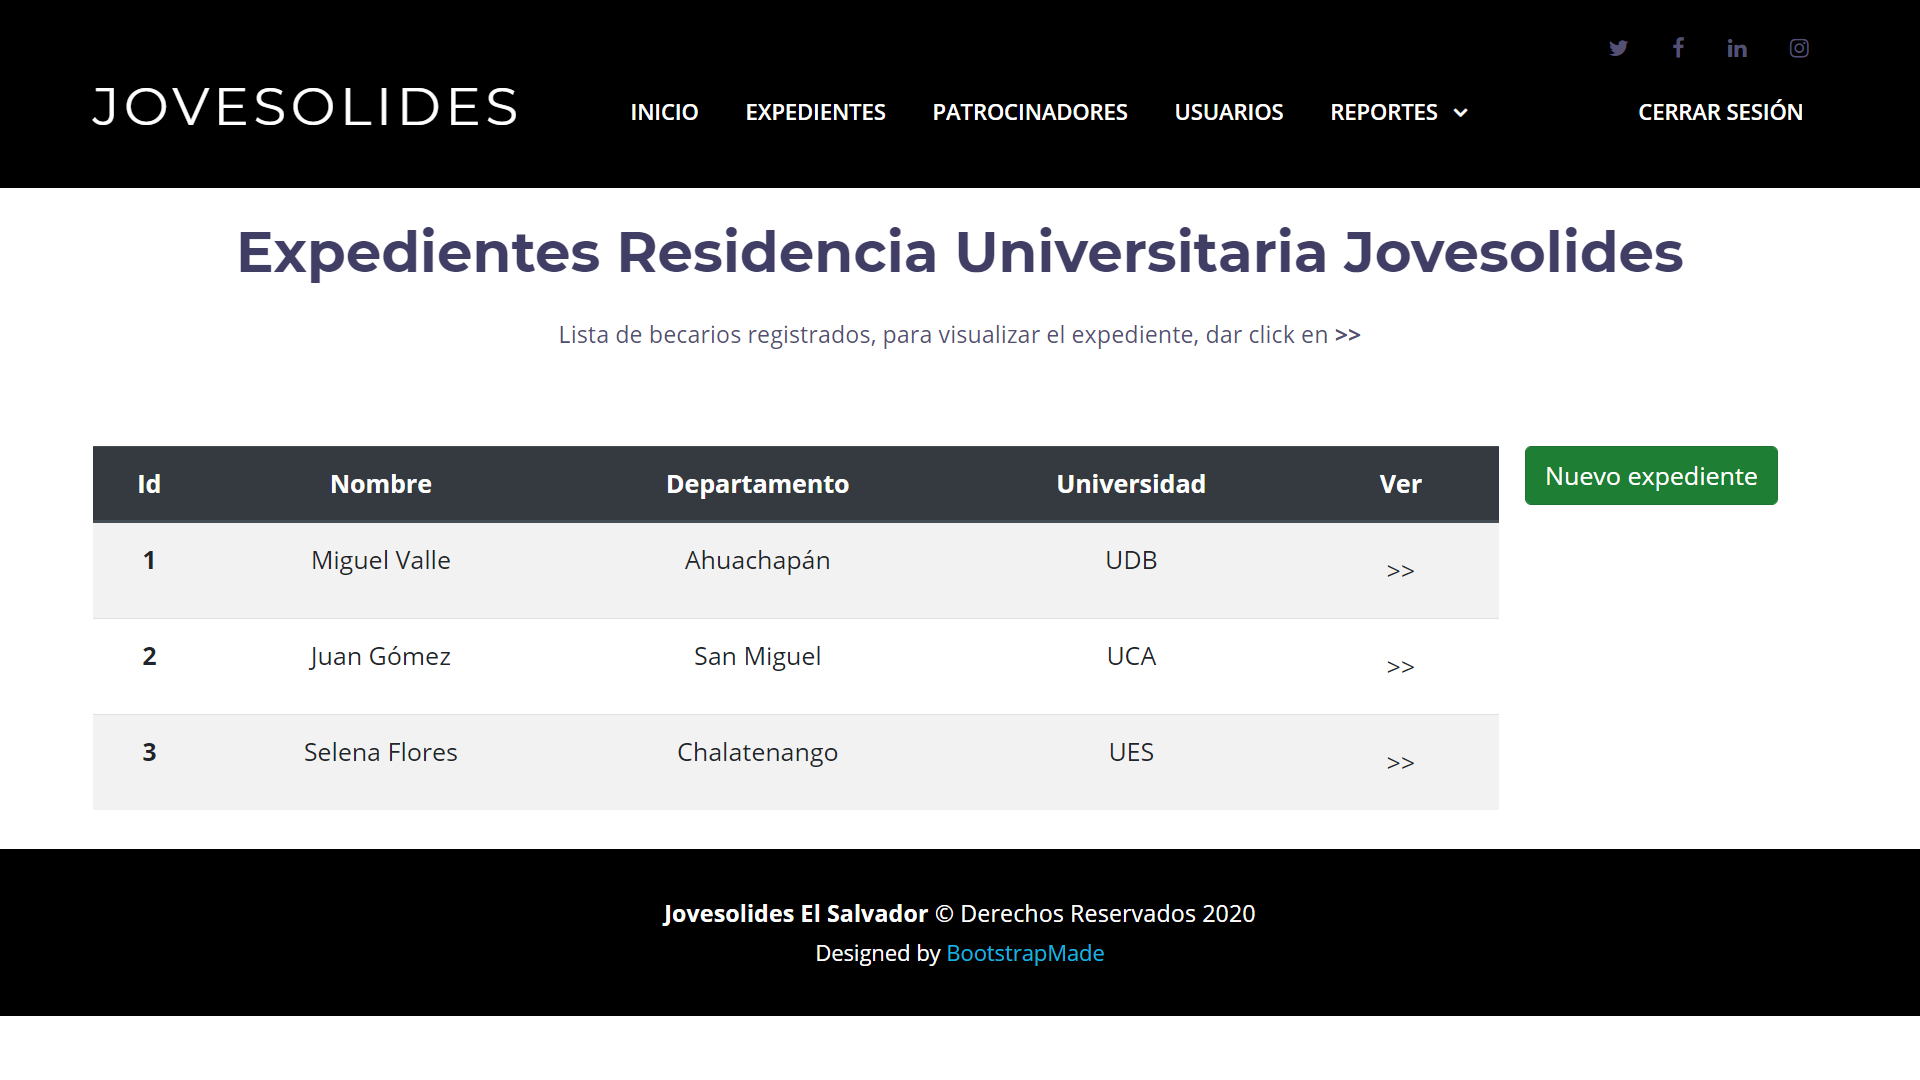 JOVESOLIDES
INICIO EXPEDIENTES PATROCINADORES USUARIOS REPORTES CERRAR SESIÓN
Expedientes Residencia Universitaria Jovesolides
Lista de becarios registrados, para visualizar el expediente, dar click en >>
Id Nombre Departamento Universidad Ver
Nuevo expediente
1 Miguel Valle Ahuachapán UDB >>
2 Juan Gómez San Miguel UCA >>
3 Selena Flores Chalatenango UES >>
Jovesolides El Salvador © Derechos Reservados 2020
Designed by BootstrapMade